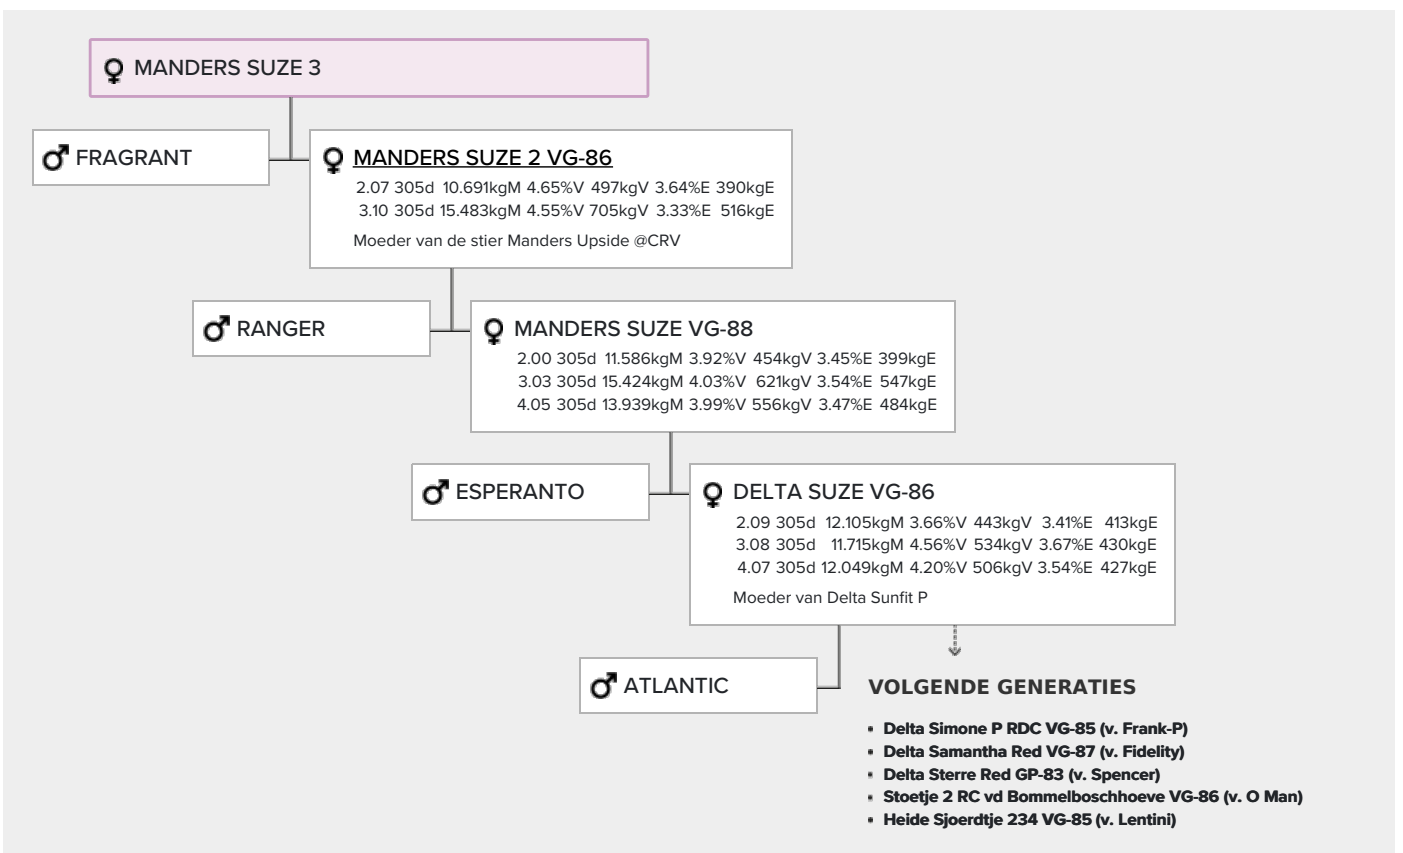 MANDERS SUZE 3
FRAGRANT
MANDERS SUZE 2 VG-86
2.07 305d 10.691kgM 4.65%V 497kgV 3.64%E 390kgE
3.10 305d 15.483kgM 4.55%V 705kgV 3.33%E 516kgE
Moeder van de stier Manders Upside @CRV
RANGER
MANDERS SUZE VG-88
2.00 305d 11.586kgM 3.92%V 454kgV 3.45%E 399kgE
3.03 305d 15.424kgM 4.03%V 621kgV 3.54%E 547kgE
4.05 305d 13.939kgM 3.99%V 556kgV 3.47%E 484kgE
ESPERANTO
DELTA SUZE VG-86
2.09 305d 12.105kgM 3.66%V 443kgV 3.41%E 413kgE
3.08 305d 11.715kgM 4.56%V 534kgV 3.67%E 430kgE
4.07 305d 12.049kgM 4.20%V 506kgV 3.54%E 427kgE
Moeder van Delta Sunfit P
ATLANTIC
VOLGENDE GENERATIES
• Delta Simone P RDC VG-85 (v. Frank-P)
• Delta Samantha Red VG-87 (v. Fidelity)
• Delta Sterre Red GP-83 (v. Spencer)
• Stoetje 2 RC vd Bommelboschhoeve VG-86 (v. O Man)
• Heide Sjoerdtje 234 VG-85 (v. Lentini)